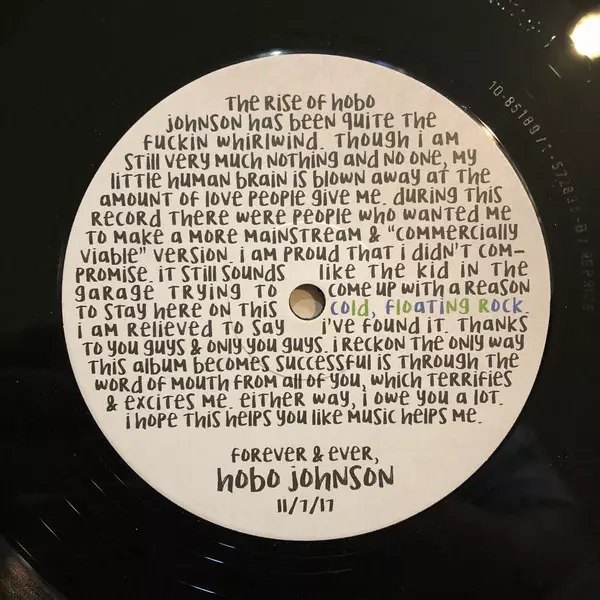 The Rise of Hobo
Johnson has been quite the
fuckin whirlwind. Though i am
still very much nothing and no one, my
little human brain is blown away at the
amount of love people give me. During this
record there were people who wanted me
to make a more mainstream & "commercially
viable" version. i am proud that i didn't com-
promise. it still sounds like the kid in the
garage trying to come up with a reason
to stay here on this cold, floating rock.
i am relieved to say i've found it. Thanks
to you guys & only you guys. i reckon the only way
this album becomes successful is through the
word of mouth from all of you, which terrifies
& excites me. either way, i owe you a lot.
i hope this helps you like music helps me.
forever & ever,
hobo johnson
11/7/17